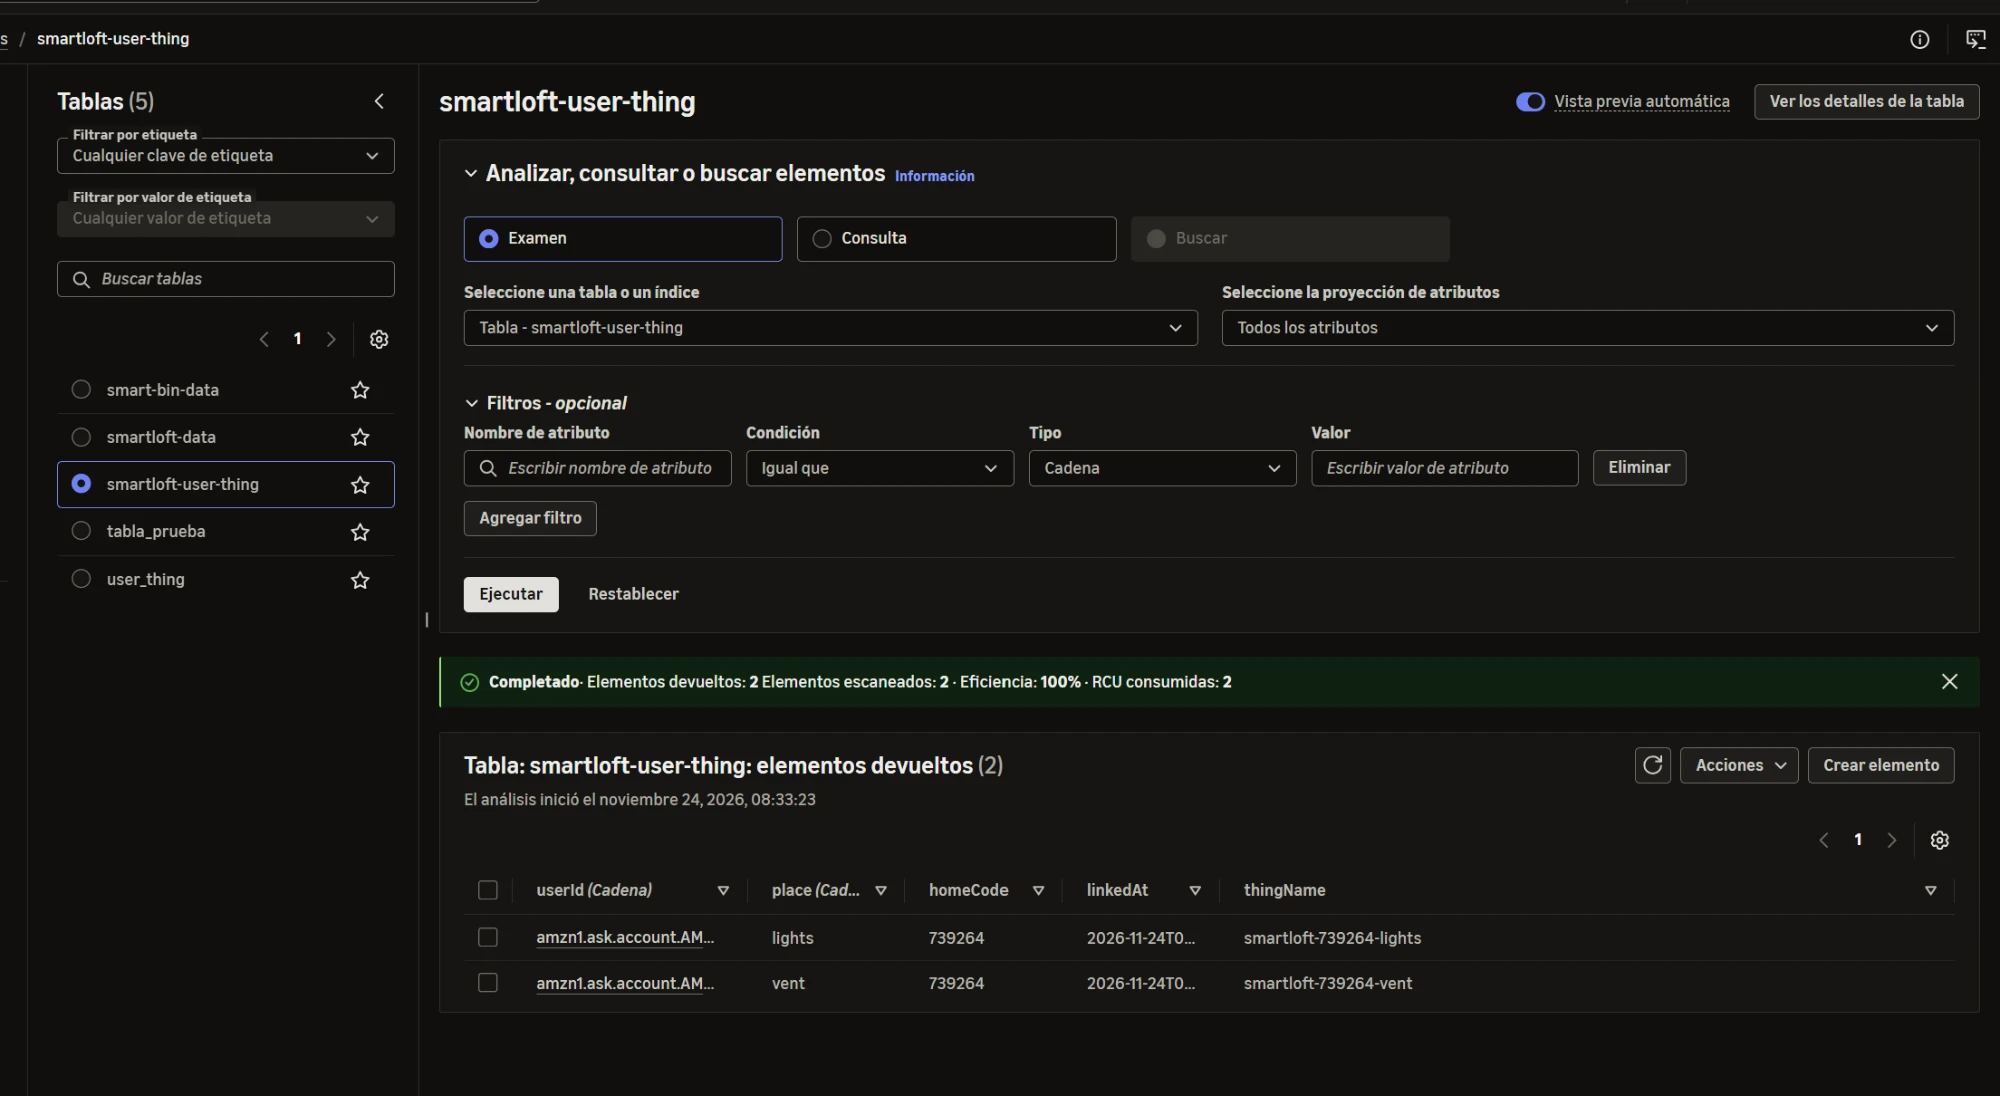 s / smartloft-user-thing
Tablas (5)
Filtrar por etiqueta
Cualquier clave de etiqueta
Filtrar por valor de etiqueta
Cualquier valor de etiqueta
Buscar tablas
1
smart-bin-data
smartloft-data
smartloft-user-thing
tabla_prueba
user_thing
smartloft-user-thing
Vista previa automática
Ver los detalles de la tabla
Analizar, consultar o buscar elementos Información
Examen Consulta Buscar
Seleccione una tabla o un índice Seleccione la proyección de atributos
Tabla - smartloft-user-thing Todos los atributos
Filtros - opcional
Nombre de atributo Condición Tipo Valor
Escribir nombre de atributo Igual que Cadena Escribir valor de atributo Eliminar
Agregar filtro
Ejecutar Restablecer
Completado· Elementos devueltos: 2 Elementos escaneados: 2 · Eficiencia: 100% · RCU consumidas: 2
Tabla: smartloft-user-thing: elementos devueltos (2)
Acciones Crear elemento
El análisis inició el noviembre 24, 2026, 08:33:23
1
userId (Cadena) place (Cad... homeCode linkedAt thingName
amzn1.ask.account.AM... lights 739264 2026-11-24T0... smartloft-739264-lights
amzn1.ask.account.AM... vent 739264 2026-11-24T0... smartloft-739264-vent